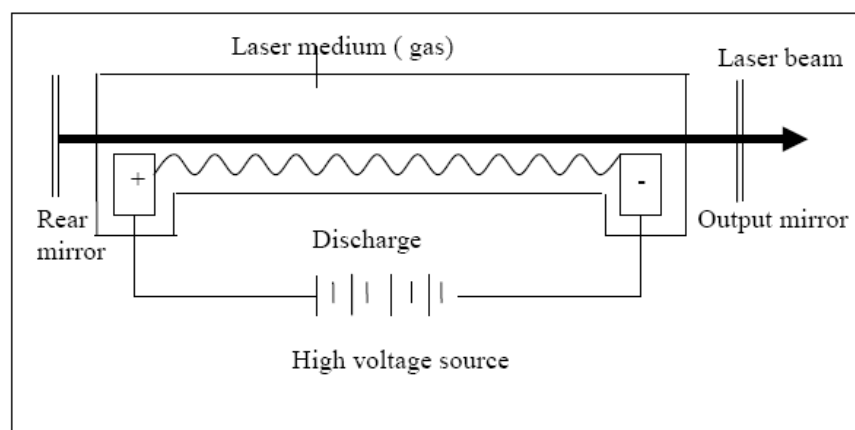 Laser medium ( gas)
Laser beam
+
-
Rear
mirror
Output mirror
Discharge
High voltage source